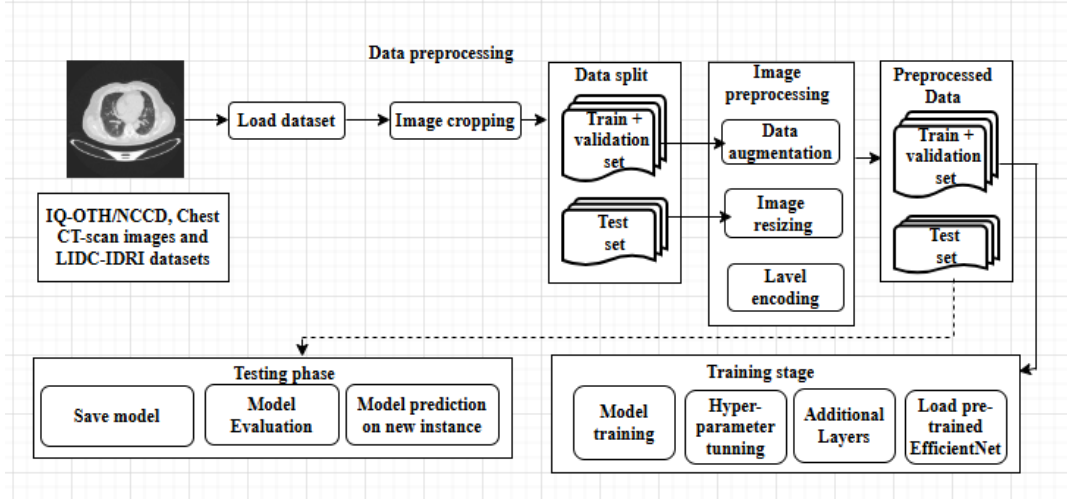 Data preprocessing
IQ-OTH/NCCD, Chest
CT-scan images and
LIDC-IDRI datasets
Load dataset
Image cropping
Data split
Train +
validation
set
Test
set
Image
preprocessing
Data
augmentation
Image
resizing
Lavel
encoding
Preprocessed
Data
Train +
validation
set
Test
set
Testing phase
Save model
Model
Evaluation
Model prediction
on new instance
Training stage
Model
training
Hyper-
parameter
tunning
Additional
Layers
Load pre-
trained
EfficientNet